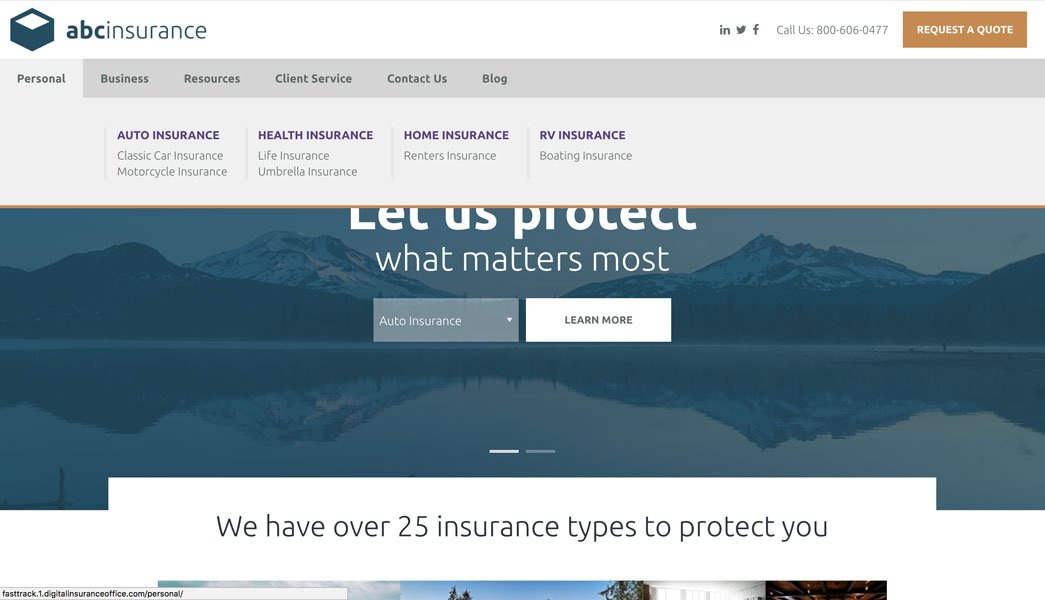 abcinsurance
Call Us: 800-606-0477
REQUEST A QUOTE
Personal Business Resources Client Service Contact Us Blog
AUTO INSURANCE HEALTH INSURANCE HOME INSURANCE RV INSURANCE
Classic Car Insurance Life Insurance Renters Insurance Boating Insurance
Motorcycle Insurance Umbrella Insurance
Let us protect
what matters most
Auto Insurance LEARN MORE
We have over 25 insurance types to protect you
fasttrack.1.digitalinsuranceoffice.com/personal/